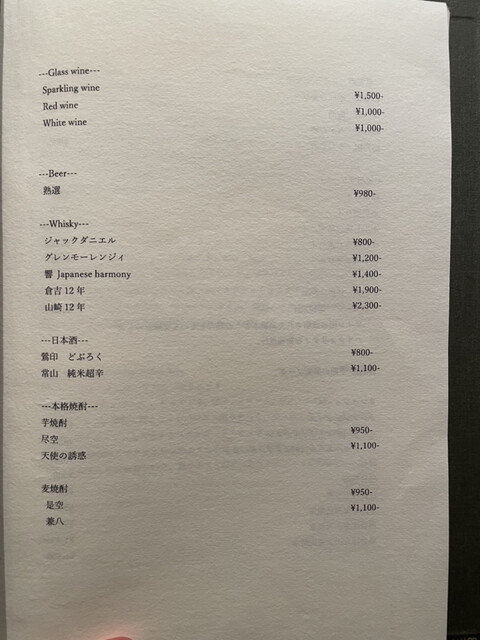 ---Glass wine---
Sparkling wine ¥1,500-
Red wine ¥1,000-
White wine ¥1,000-
---Beer---
熟選 ¥980-
---Whisky---
ジャックダニエル ¥800-
グレンモーレンジィ ¥1,200-
響 Japanese harmony ¥1,400-
倉吉12年 ¥1,900-
山崎12年 ¥2,300-
---日本酒---
鷲印 どぶろく ¥800-
常山 純米超辛 ¥1,100-
---本格焼酎---
芋焼酎
尽空 ¥950-
天使の誘惑 ¥1,100-
麦焼酎
是空 ¥950-
兼八 ¥1,100-